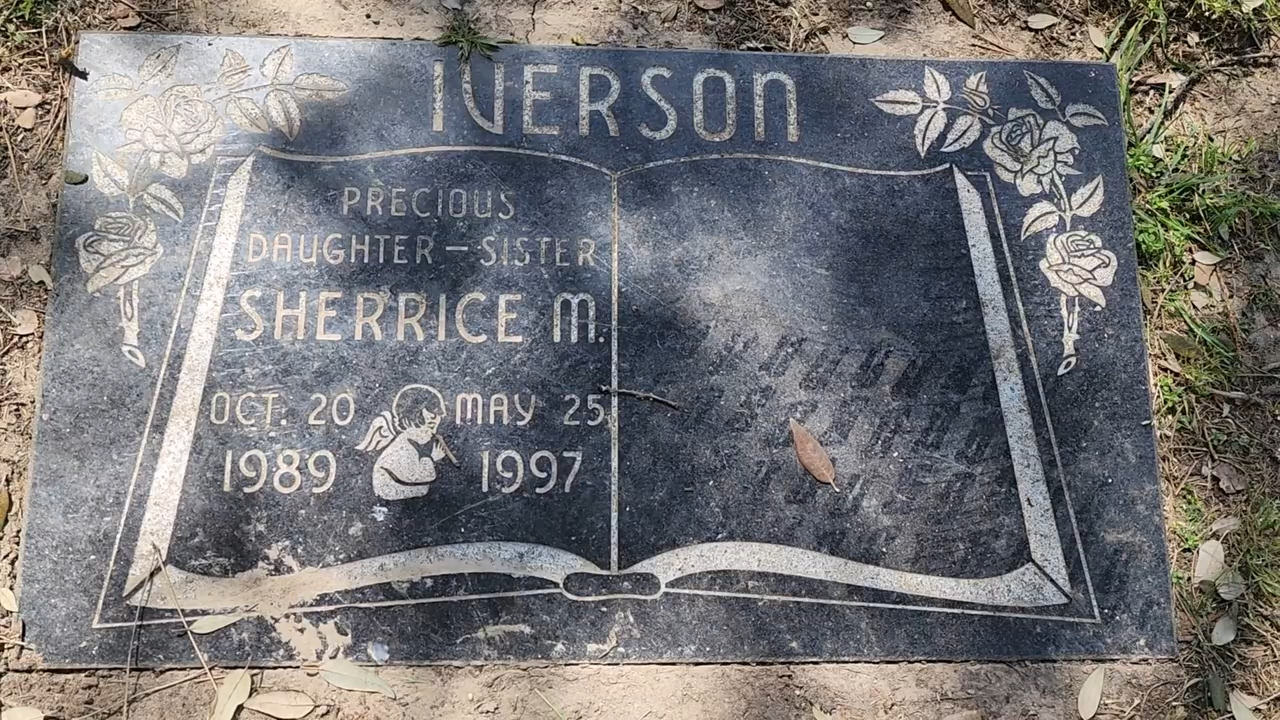 IVERSON
PRECIOUS
DAUGHTER – SISTER
SHERRICE M.
OCT. 20 MAY 25
1989 1997